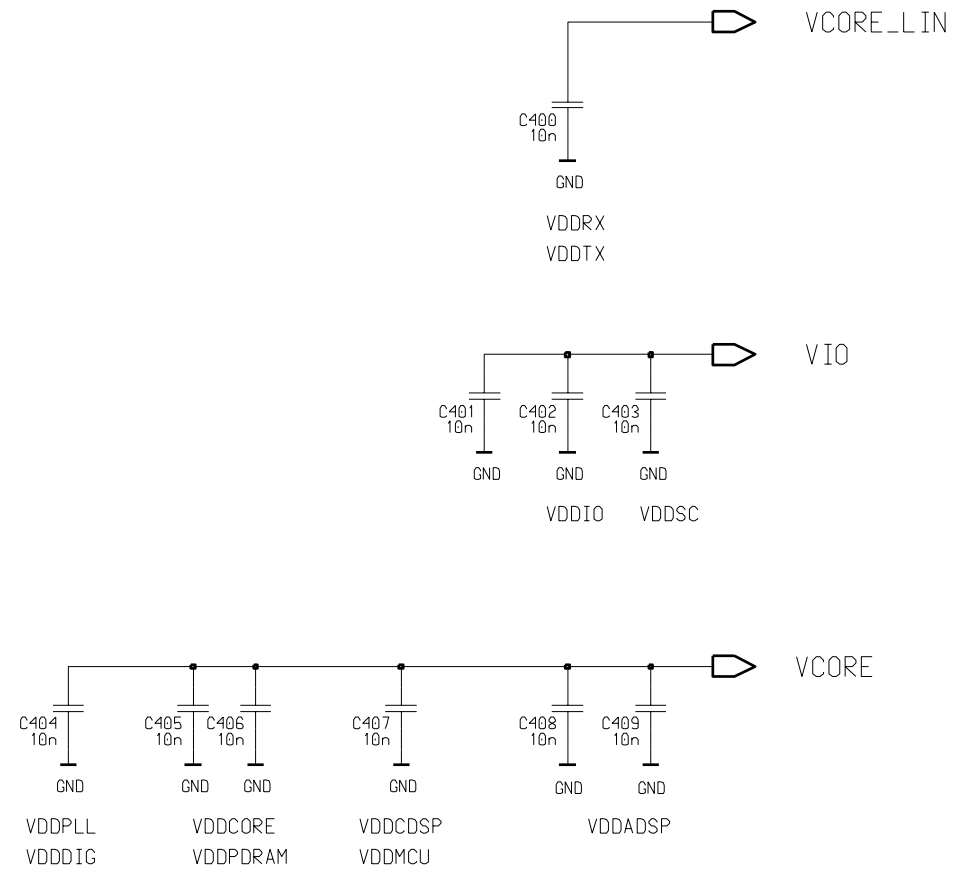 VCORE_LIN
C400
10n
GND
VDDRX
VDDTX
VIO
C401 C402 C403
10n 10n 10n
GND GND GND
VDDIO VDDSC
VCORE
C404 C405 C406 C407 C408 C409
10n 10n 10n 10n 10n 10n
GND GND GND GND GND GND
VDDPLL VDDCORE VDDCDSP VDDADSP
VDDDIG VDDPDRAM VDDMCU